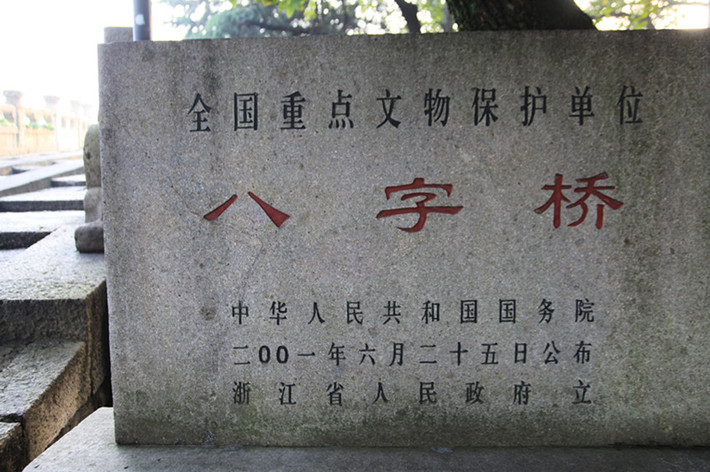 全国重点文物保护单位
八字桥
中华人民共和国国务院
二00一年六月二十五日公布
浙江省人民政府立